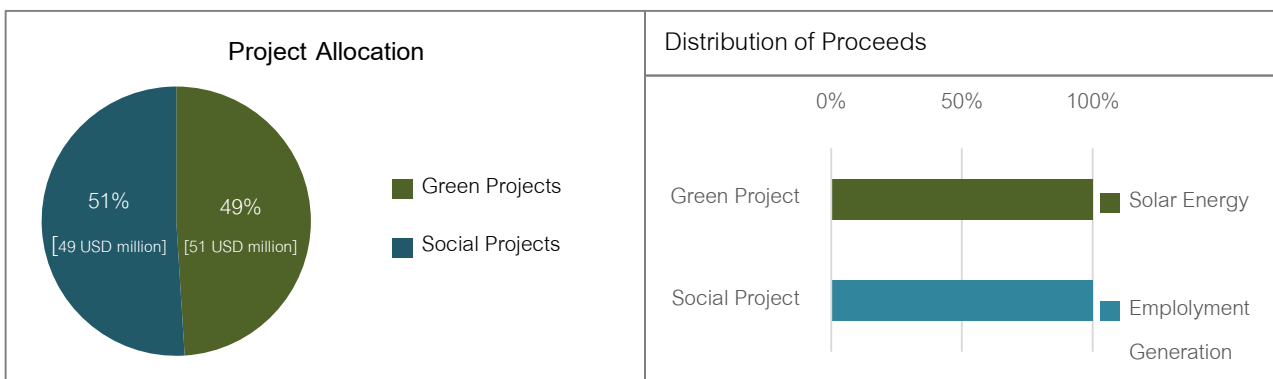 Project Allocation
51%
[49 USD million]
49%
[51 USD million]
Green Projects
Social Projects
Distribution of Proceeds
0% 50% 100%
Green Project
Solar Energy
Social Project
Emplolyment
Generation